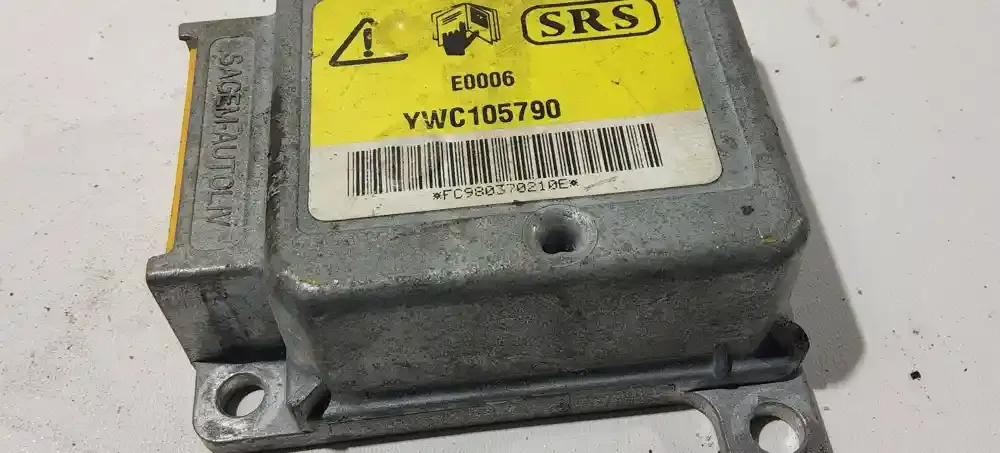 SRS
E0006
YWC105790
*FC980370210E*
SAGEM-AUTOLIV